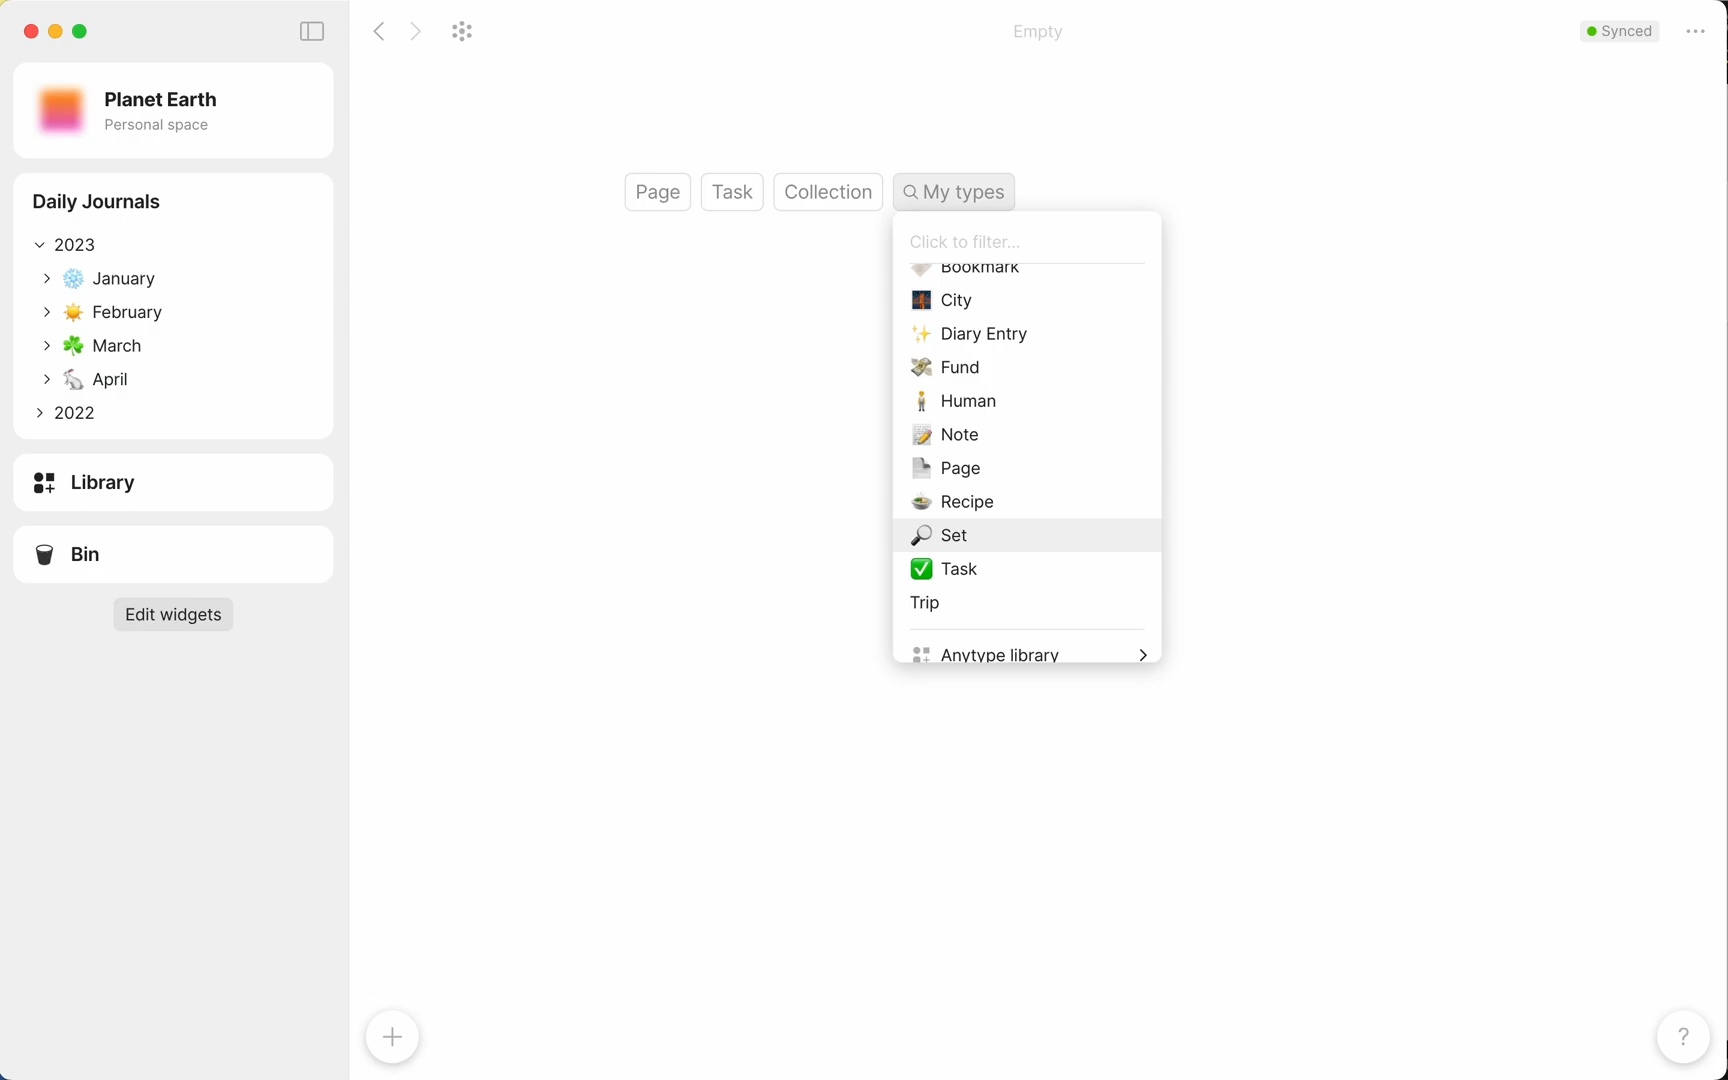 Empty
Synced
Planet Earth
Personal space
Daily Journals
2023
January
February
March
April
2022
Library
Bin
Edit widgets
Page
Task
Collection
My types
Click to filter...
Bookmark
City
Diary Entry
Fund
Human
Note
Page
Recipe
Set
Task
Trip
Anytype library
?